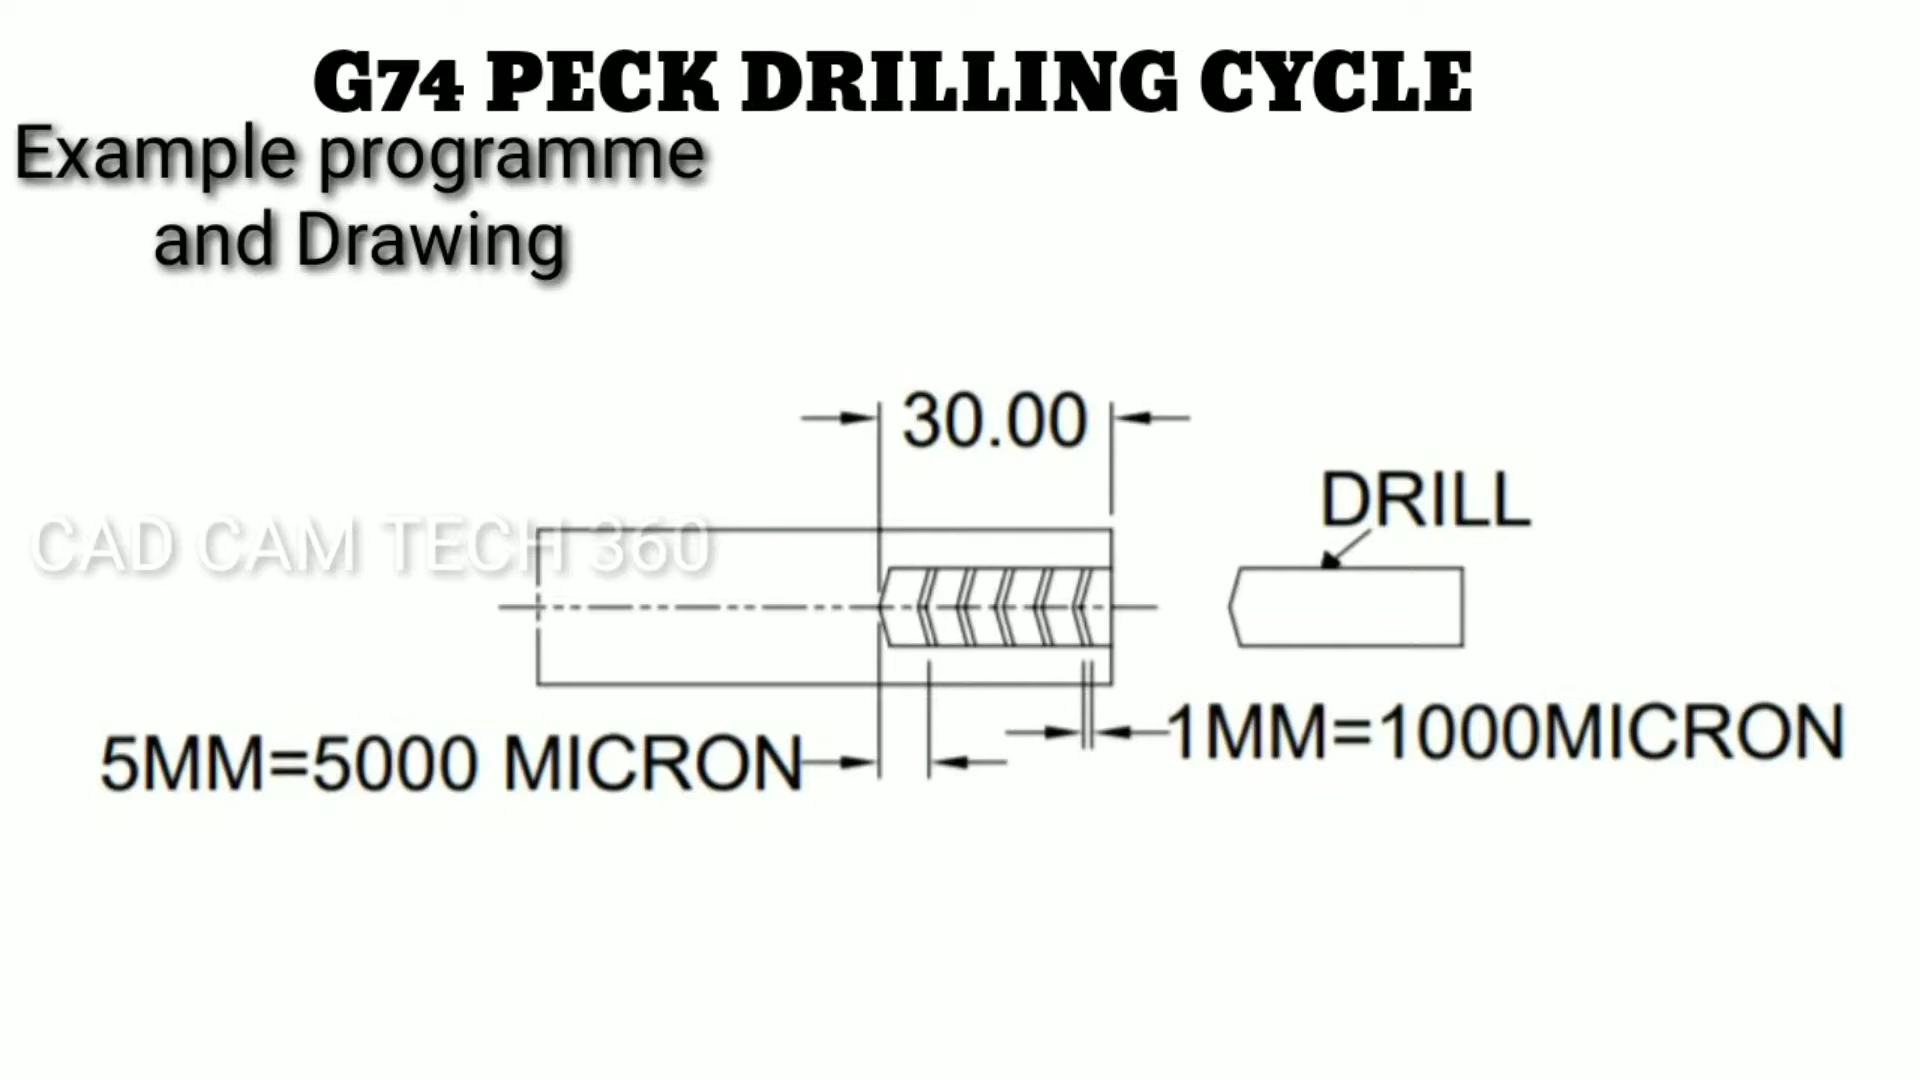 G74 PECK DRILLING CYCLE
Example programme
and Drawing
30.00
DRILL
CAD CAM TECH 360
1MM=1000MICRON
5MM=5000 MICRON